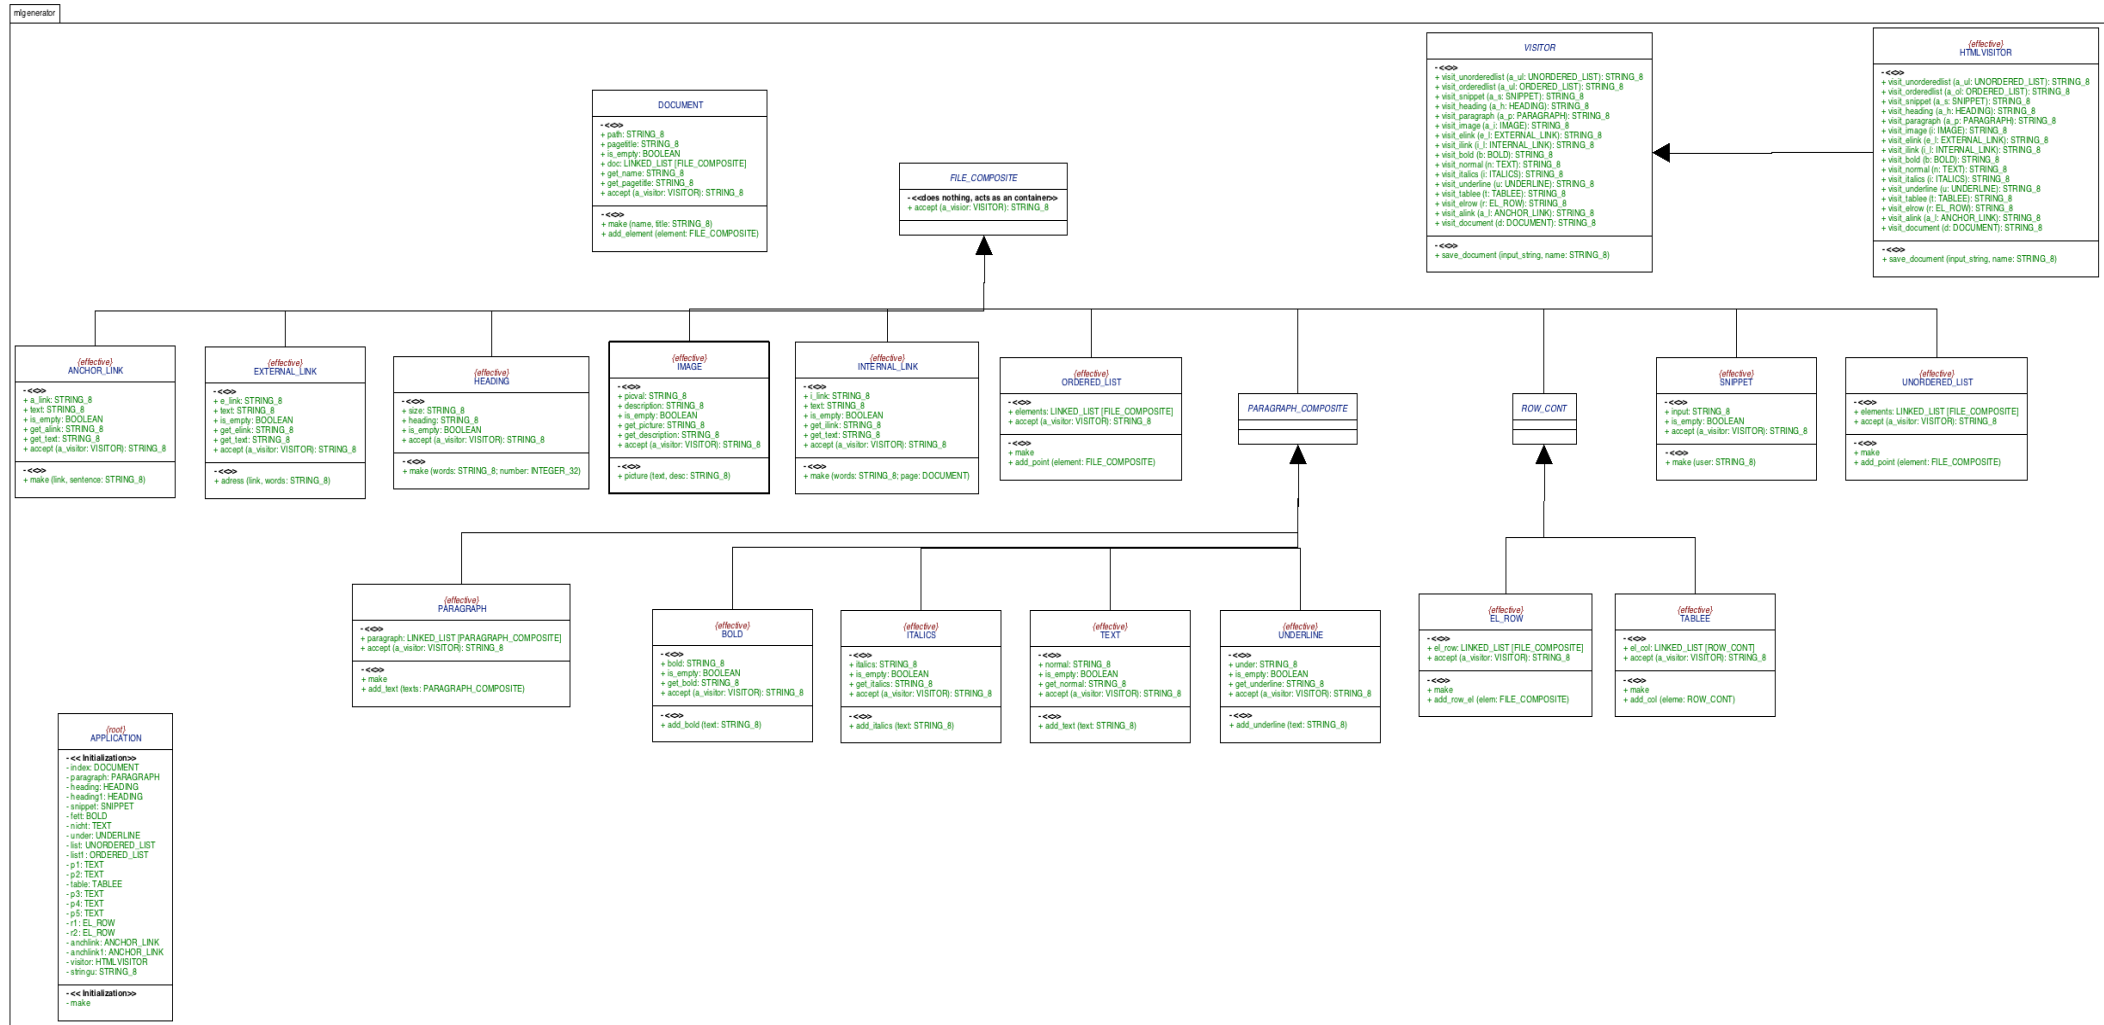 mlgenerator
VISITOR
- <<>>
+ visit_unorderedlist (a_ul: UNORDERED_LIST): STRING_8
+ visit_orderedlist (a_ul: ORDERED_LIST): STRING_8
+ visit_snippet (a_s: SNIPPET): STRING_8
+ visit_heading (a_h: HEADING): STRING_8
+ visit_paragraph (a_p: PARAGRAPH): STRING_8
+ visit_image (a_i: IMAGE): STRING_8
+ visit_elink (e_l: EXTERNAL_LINK): STRING_8
+ visit_ilink (i_l: INTERNAL_LINK): STRING_8
+ visit_bold (b: BOLD): STRING_8
+ visit_normal (n: TEXT): STRING_8
+ visit_italics (i: ITALICS): STRING_8
+ visit_underline (u: UNDERLINE): STRING_8
+ visit_tablee (t: TABLEE): STRING_8
+ visit_elrow (r: EL_ROW): STRING_8
+ visit_alink (a_l: ANCHOR_LINK): STRING_8
+ visit_document (d: DOCUMENT): STRING_8
- <<>>
+ save_document (input_string, name: STRING_8)
{effective}
HTMLVISITOR
- <<>>
+ visit_unorderedlist (a_ul: UNORDERED_LIST): STRING_8
+ visit_orderedlist (a_ol: ORDERED_LIST): STRING_8
+ visit_snippet (a_s: SNIPPET): STRING_8
+ visit_heading (a_h: HEADING): STRING_8
+ visit_paragraph (a_p: PARAGRAPH): STRING_8
+ visit_image (i: IMAGE): STRING_8
+ visit_elink (e_l: EXTERNAL_LINK): STRING_8
+ visit_ilink (i_l: INTERNAL_LINK): STRING_8
+ visit_bold (b: BOLD): STRING_8
+ visit_normal (n: TEXT): STRING_8
+ visit_italics (i: ITALICS): STRING_8
+ visit_underline (u: UNDERLINE): STRING_8
+ visit_tablee (t: TABLEE): STRING_8
+ visit_elrow (r: EL_ROW): STRING_8
+ visit_alink (a_l: ANCHOR_LINK): STRING_8
+ visit_document (d: DOCUMENT): STRING_8
- <<>>
+ save_document (input_string, name: STRING_8)
DOCUMENT
- <<>>
+ path: STRING_8
+ pagetitle: STRING_8
+ is_empty: BOOLEAN
+ doc: LINKED_LIST [FILE_COMPOSITE]
+ get_name: STRING_8
+ get_pagetitle: STRING_8
+ accept (a_visitor: VISITOR): STRING_8
- <<>>
+ make (name, title: STRING_8)
+ add_element (element: FILE_COMPOSITE)
FILE_COMPOSITE
- <<does nothing, acts as an container>>
+ accept (a_visior: VISITOR): STRING_8
{effective}
ANCHOR_LINK
- <<>>
+ a_link: STRING_8
+ text: STRING_8
+ is_empty: BOOLEAN
+ get_alink: STRING_8
+ get_text: STRING_8
+ accept (a_visitor: VISITOR): STRING_8
- <<>>
+ make (link, sentence: STRING_8)
{effective}
EXTERNAL_LINK
- <<>>
+ e_link: STRING_8
+ text: STRING_8
+ is_empty: BOOLEAN
+ get_elink: STRING_8
+ get_text: STRING_8
+ accept (a_visitor: VISITOR): STRING_8
- <<>>
+ adress (link, words: STRING_8)
{effective}
HEADING
- <<>>
+ size: STRING_8
+ heading: STRING_8
+ is_empty: BOOLEAN
+ accept (a_visitor: VISITOR): STRING_8
- <<>>
+ make (words: STRING_8; number: INTEGER_32)
{effective}
IMAGE
- <<>>
+ picval: STRING_8
+ description: STRING_8
+ is_empty: BOOLEAN
+ get_picture: STRING_8
+ get_description: STRING_8
+ accept (a_visitor: VISITOR): STRING_8
- <<>>
+ picture (text, desc: STRING_8)
{effective}
INTERNAL_LINK
- <<>>
+ i_link: STRING_8
+ text: STRING_8
+ is_empty: BOOLEAN
+ get_ilink: STRING_8
+ get_text: STRING_8
+ accept (a_visitor: VISITOR): STRING_8
- <<>>
+ make (words: STRING_8; page: DOCUMENT)
{effective}
ORDERED_LIST
- <<>>
+ elements: LINKED_LIST [FILE_COMPOSITE]
+ accept (a_visitor: VISITOR): STRING_8
- <<>>
+ make
+ add_point (element: FILE_COMPOSITE)
PARAGRAPH_COMPOSITE
ROW_CONT
{effective}
SNIPPET
- <<>>
+ input: STRING_8
+ is_empty: BOOLEAN
+ accept (a_visitor: VISITOR): STRING_8
- <<>>
+ make (user: STRING_8)
{effective}
UNORDERED_LIST
- <<>>
+ elements: LINKED_LIST [FILE_COMPOSITE]
+ accept (a_visitor: VISITOR): STRING_8
- <<>>
+ make
+ add_point (element: FILE_COMPOSITE)
{effective}
PARAGRAPH
- <<>>
+ paragraph: LINKED_LIST [PARAGRAPH_COMPOSITE]
+ accept (a_visitor: VISITOR): STRING_8
- <<>>
+ make
+ add_text (texts: PARAGRAPH_COMPOSITE)
{effective}
BOLD
- <<>>
+ bold: STRING_8
+ is_empty: BOOLEAN
+ get_bold: STRING_8
+ accept (a_visitor: VISITOR): STRING_8
- <<>>
+ add_bold (text: STRING_8)
{effective}
ITALICS
- <<>>
+ italics: STRING_8
+ is_empty: BOOLEAN
+ get_italics: STRING_8
+ accept (a_visitor: VISITOR): STRING_8
- <<>>
+ add_italics (text: STRING_8)
{effective}
TEXT
- <<>>
+ normal: STRING_8
+ is_empty: BOOLEAN
+ get_normal: STRING_8
+ accept (a_visitor: VISITOR): STRING_8
- <<>>
+ add_text (text: STRING_8)
{effective}
UNDERLINE
- <<>>
+ under: STRING_8
+ is_empty: BOOLEAN
+ get_underline: STRING_8
+ accept (a_visitor: VISITOR): STRING_8
- <<>>
+ add_underline (text: STRING_8)
{effective}
EL_ROW
- <<>>
+ el_row: LINKED_LIST [FILE_COMPOSITE]
+ accept (a_visitor: VISITOR): STRING_8
- <<>>
+ make
+ add_row_el (elem: FILE_COMPOSITE)
{effective}
TABLEE
- <<>>
+ el_col: LINKED_LIST [ROW_CONT]
+ accept (a_visitor: VISITOR): STRING_8
- <<>>
+ make
+ add_col (eleme: ROW_CONT)
{root}
APPLICATION
- << Initialization>>
- index: DOCUMENT
- paragraph: PARAGRAPH
- heading: HEADING
- heading1: HEADING
- snippet: SNIPPET
- fett: BOLD
- nicht: TEXT
- under: UNDERLINE
- list: UNORDERED_LIST
- list1: ORDERED_LIST
- p1: TEXT
- p2: TEXT
- table: TABLEE
- p3: TEXT
- p4: TEXT
- p5: TEXT
- r1: EL_ROW
- r2: EL_ROW
- anchlink: ANCHOR_LINK
- anchlink1: ANCHOR_LINK
- visitor: HTMLVISITOR
- stringu: STRING_8
- << Initialization>>
- make